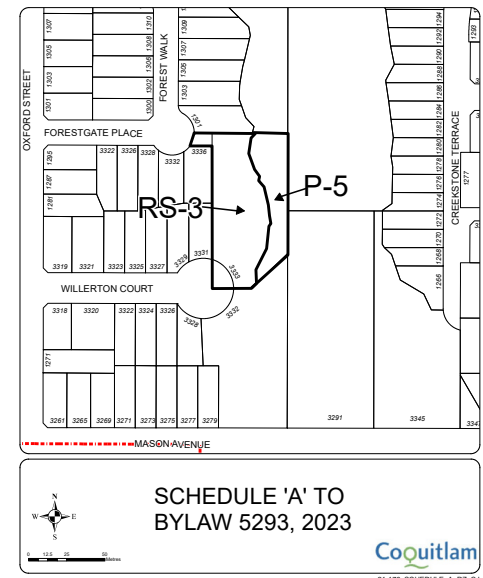 1307
1305
1303
1301
1310
1308
1306
1302
1300
1309
1307
1305
1303
1301
OXFORD STREET
FOREST WALK
FORESTGATE PLACE
3322 3326 3328 3332 3336
1295
1287
1281
RS-3
P-5
3319 3321 3323 3325 3327 3329 3331 3333
WILLERTON COURT
3318 3320 3322 3324 3326 3328 3332
1271
3261 3265 3269 3271 3273 3275 3277 3279
3291 3345
MASON AVENUE
1294
1292
1290
1288
1286
1284
1282
1280
1278
1276
1274
1272
1270
1268
1266
1293
1277
CREEKSTONE TERRACE
N
W E
S
0 12.5 25 50
Metres
SCHEDULE 'A' TO
BYLAW 5293, 2023
Coquitlam